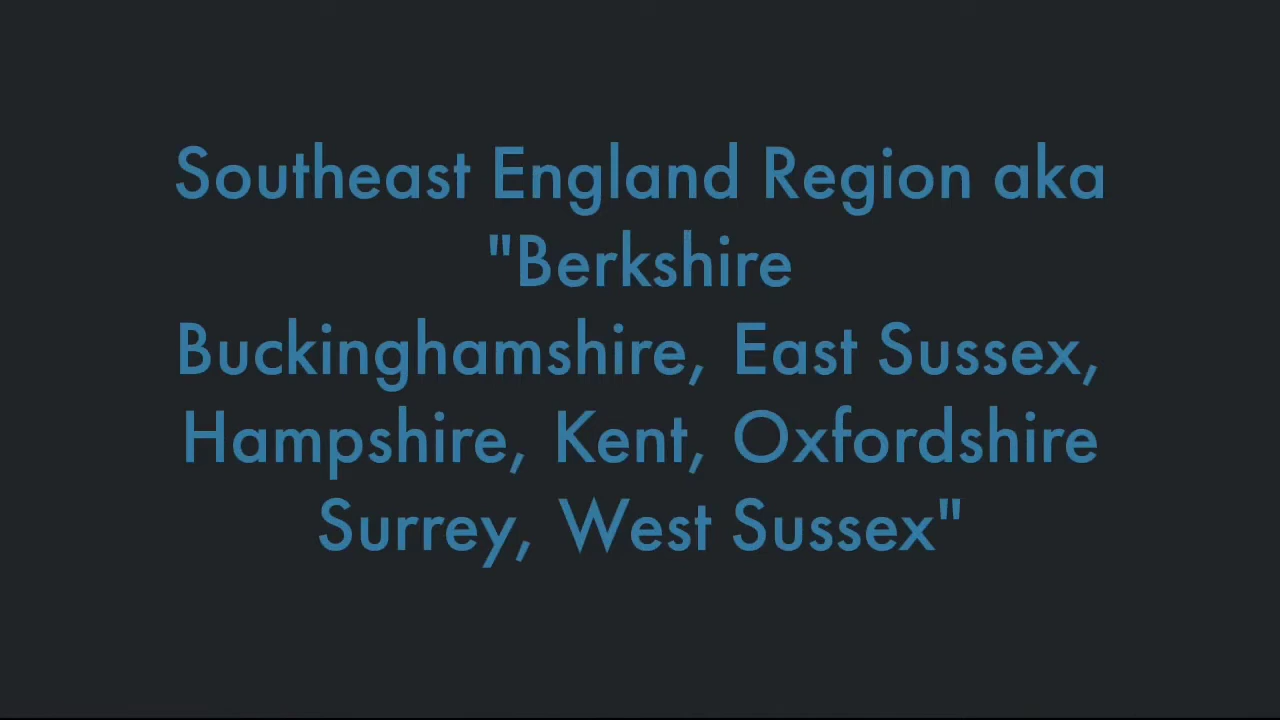 Southeast England Region aka
"Berkshire
Buckinghamshire, East Sussex,
Hampshire, Kent, Oxfordshire
Surrey, West Sussex"